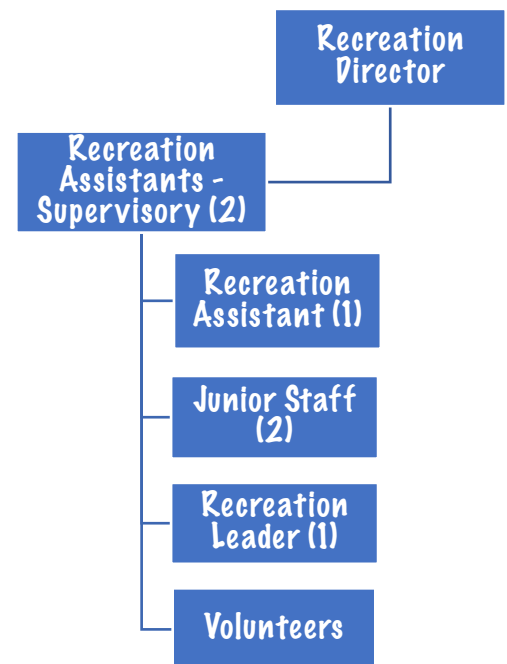 Recreation
Director
Recreation
Assistants -
Supervisory (2)
Recreation
Assistant (1)
Junior Staff
(2)
Recreation
Leader (1)
Volunteers